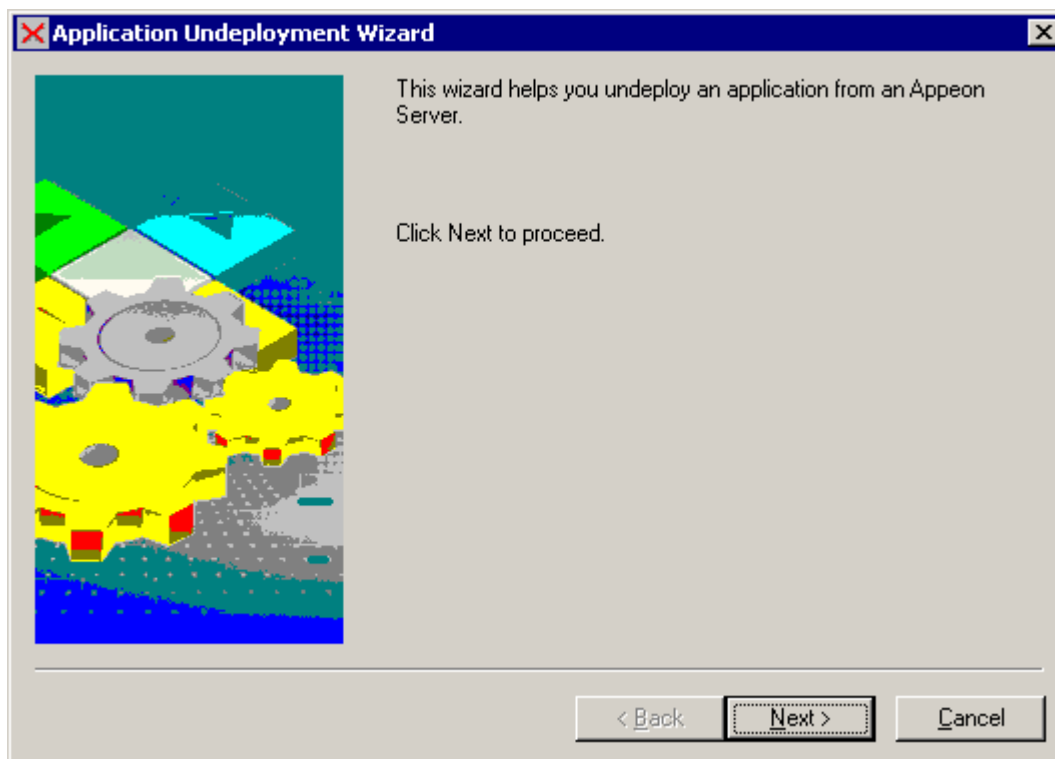 Application Undeployment Wizard
This wizard helps you undeploy an application from an Appeon
Server.
Click Next to proceed.
< Back
Next >
Cancel